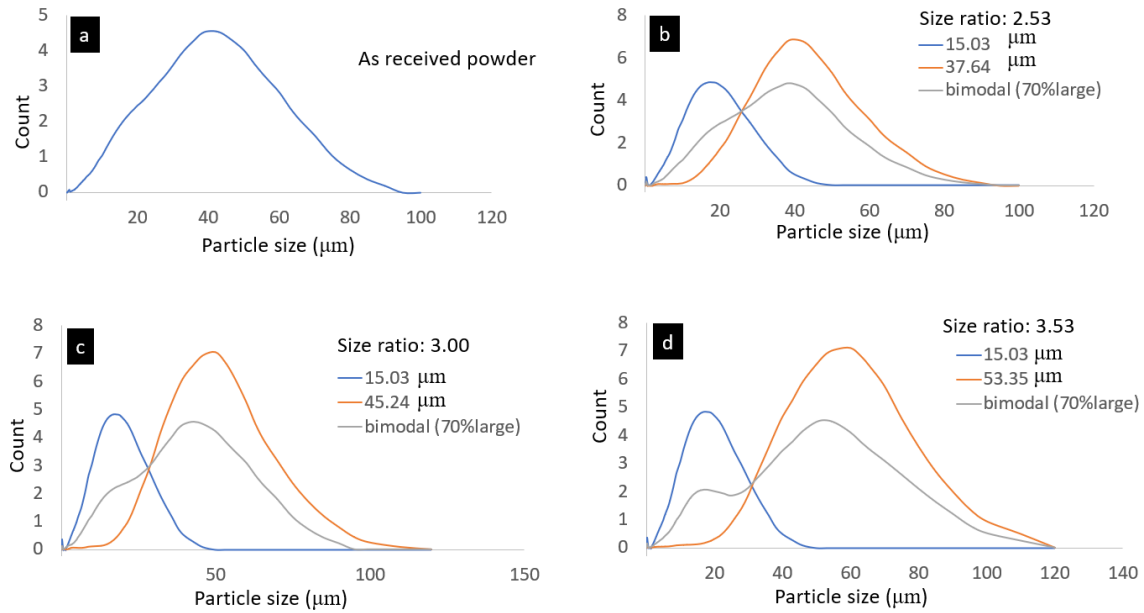 a
As received powder
5
4
3
2
1
0
Count
20 40 60 80 100 120
Particle size (μm)
b
Size ratio: 2.53
15.03 μm
37.64 μm
bimodal (70%large)
8
6
4
2
0
Count
20 40 60 80 100 120
Particle size (μm)
c
Size ratio: 3.00
15.03 μm
45.24 μm
bimodal (70%large)
8
7
6
5
4
3
2
1
0
Count
50 100 150
Particle size (μm)
d
Size ratio: 3.53
15.03 μm
53.35 μm
bimodal (70%large)
8
7
6
5
4
3
2
1
0
Count
20 40 60 80 100 120 140
Particle size (μm)